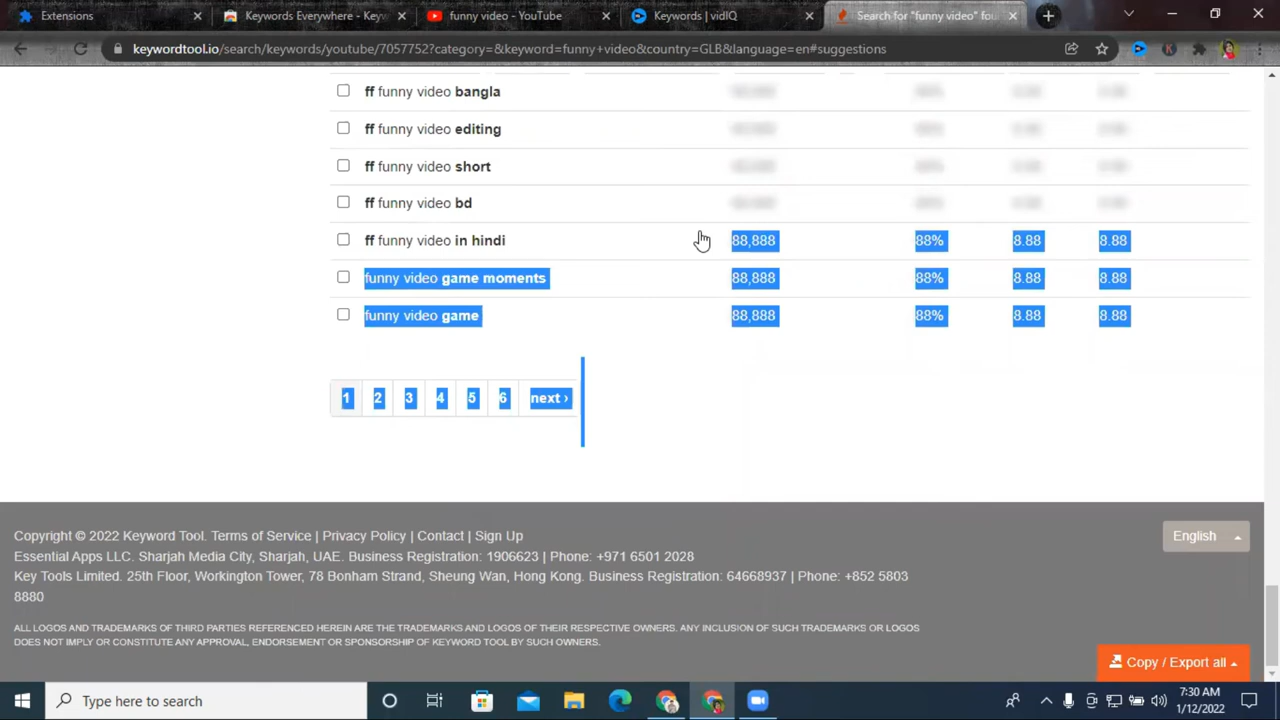 Extensions
Keywords Everywhere - Keyw
funny video - YouTube
Keywords | vidIQ
Search for "funny video" fou
keywordtool.io/search/keywords/youtube/7057752?category=&keyword=funny+video&country=GLB&language=en#suggestions
ff funny video bangla
ff funny video editing
ff funny video short
ff funny video bd
ff funny video in hindi 88,888 88% 8.88 8.88
funny video game moments 88,888 88% 8.88 8.88
funny video game 88,888 88% 8.88 8.88
1 2 3 4 5 6 next ›
Copyright © 2022 Keyword Tool. Terms of Service | Privacy Policy | Contact | Sign Up
English
Essential Apps LLC. Sharjah Media City, Sharjah, UAE. Business Registration: 1906623 | Phone: +971 6501 2028
Key Tools Limited. 25th Floor, Workington Tower, 78 Bonham Strand, Sheung Wan, Hong Kong. Business Registration: 64668937 | Phone: +852 5803
8880
ALL LOGOS AND TRADEMARKS OF THIRD PARTIES REFERENCED HEREIN ARE THE TRADEMARKS AND LOGOS OF THEIR RESPECTIVE OWNERS. ANY INCLUSION OF SUCH TRADEMARKS OR LOGOS
DOES NOT IMPLY OR CONSTITUTE ANY APPROVAL, ENDORSEMENT OR SPONSORSHIP OF KEYWORD TOOL BY SUCH OWNERS.
Copy / Export all
Type here to search
7:30 AM
1/12/2022